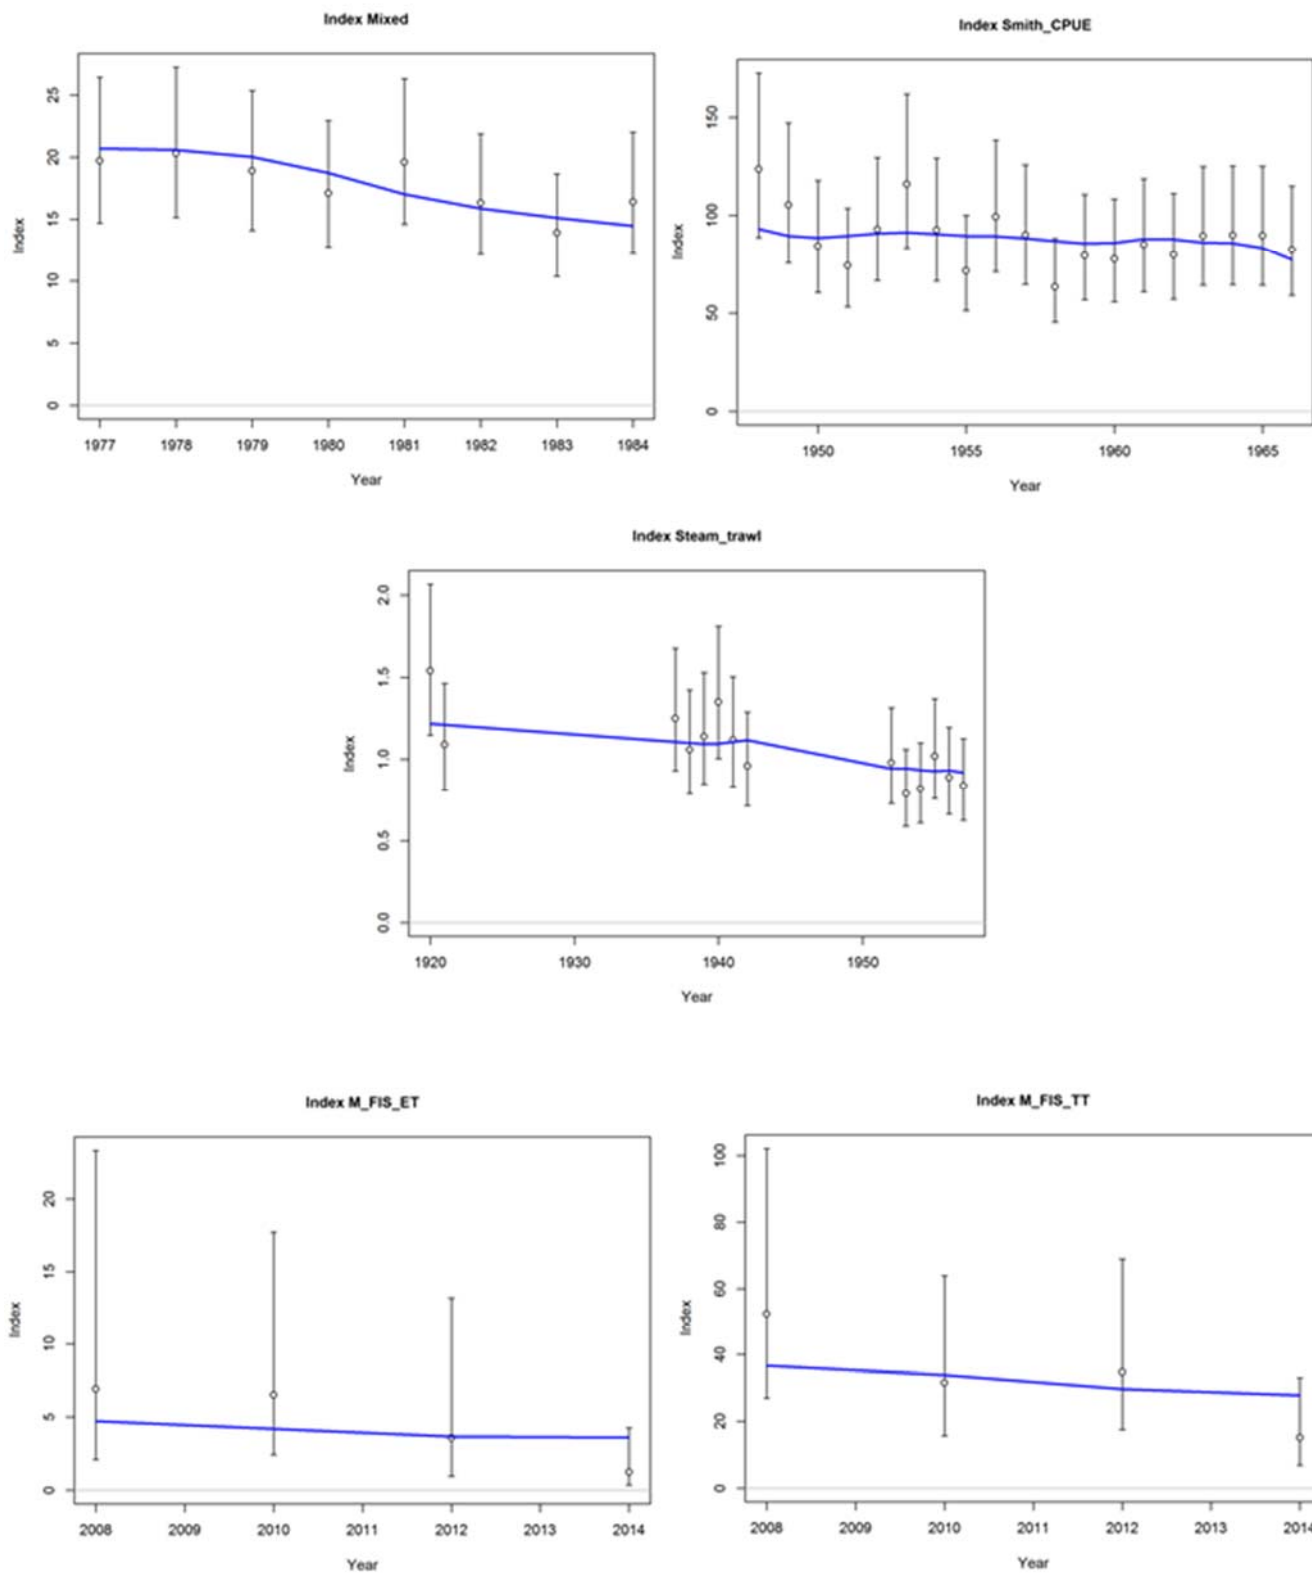 Index Mixed
Index
25
20
15
10
5
0
1977 1978 1979 1980 1981 1982 1983 1984
Year
Index Smith_CPUE
Index
150
100
50
0
1950 1955 1960 1965
Year
Index Steam_trawl
Index
2.0
1.5
1.0
0.5
0.0
1920 1930 1940 1950
Year
Index M_FIS_ET
Index
20
15
10
5
0
2008 2009 2010 2011 2012 2013 2014
Year
Index M_FIS_TT
Index
100
80
60
40
20
0
2008 2009 2010 2011 2012 2013 2014
Year